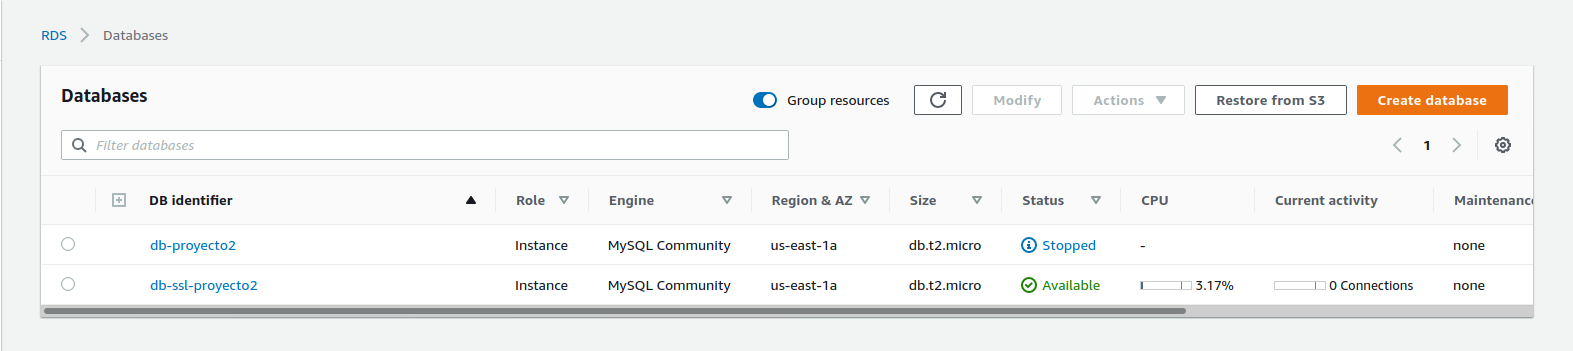 RDS Databases
Databases
Group resources Modify Actions Restore from S3 Create database
Filter databases 1
DB identifier Role Engine Region & AZ Size Status CPU Current activity Maintenance
db-proyecto2 Instance MySQL Community us-east-1a db.t2.micro Stopped - none
db-ssl-proyecto2 Instance MySQL Community us-east-1a db.t2.micro Available 3.17% 0 Connections none